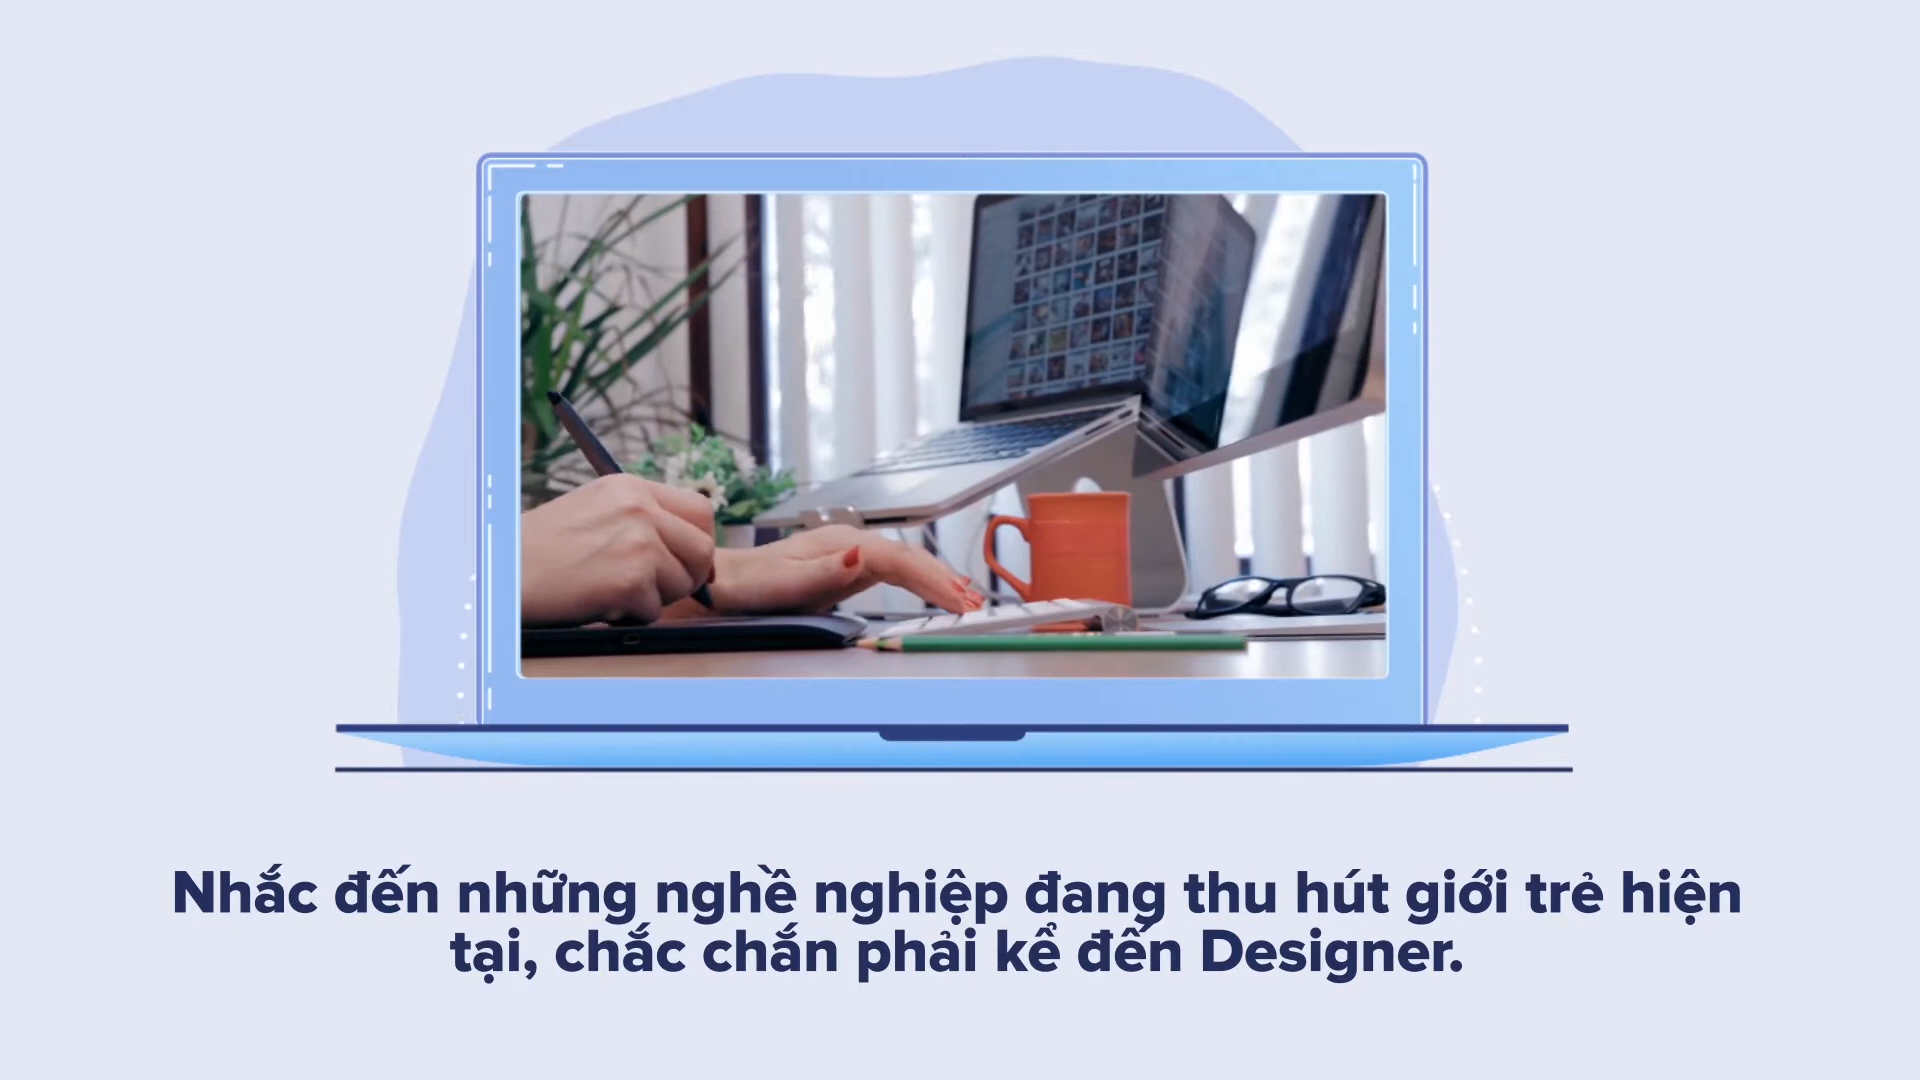 Nhắc đến những nghề nghiệp đang thu hút giới trẻ hiện
tại, chắc chắn phải kể đến Designer.